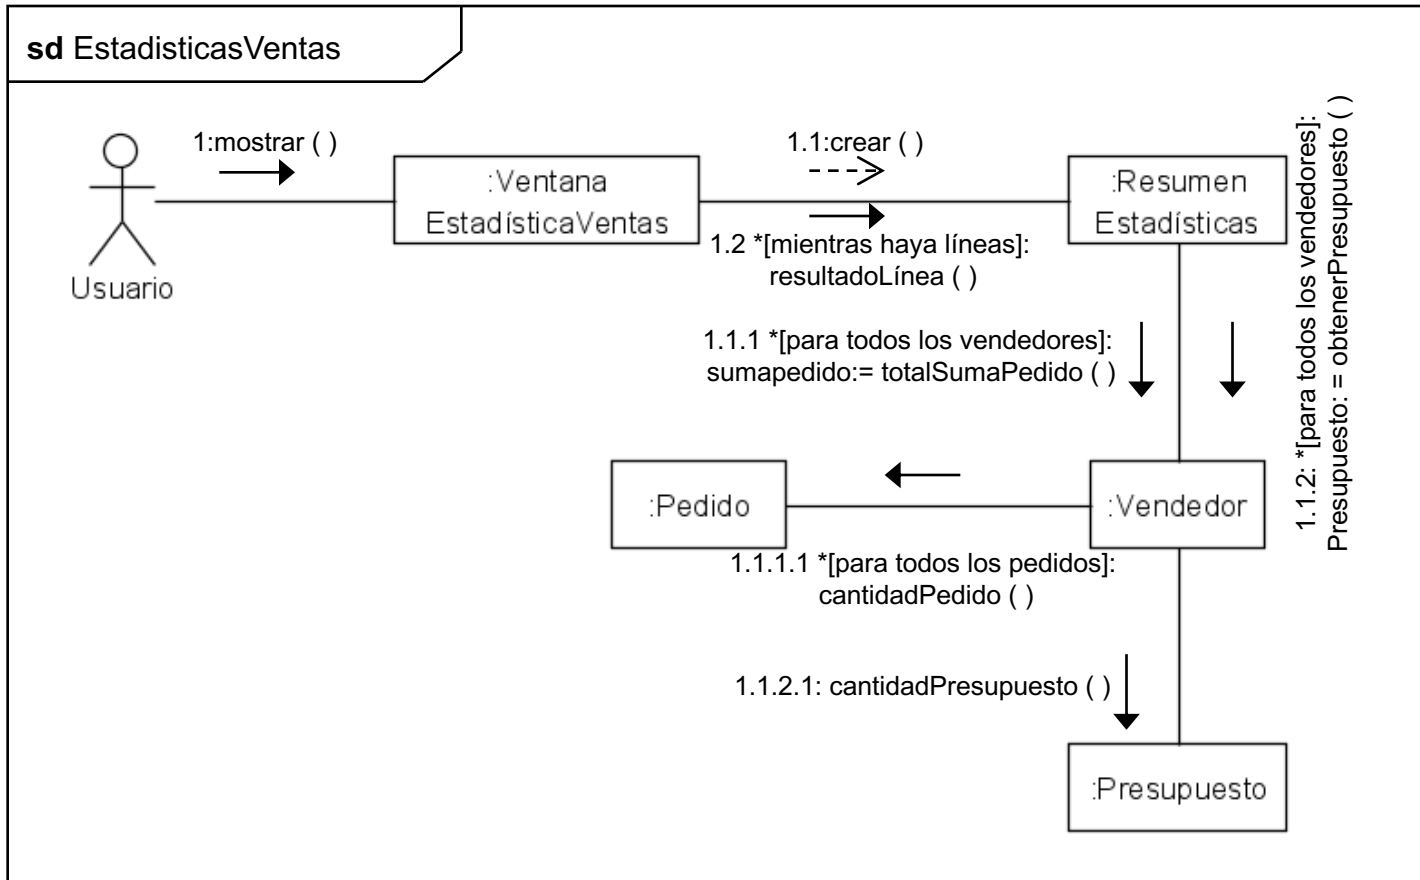 sd EstadisticasVentas
1:mostrar ( )
1.1:crear ( )
:Ventana
EstadísticaVentas
:Resumen
Estadísticas
Usuario
1.2 *[mientras haya líneas]:
resultadoLínea ( )
1.1.1 *[para todos los vendedores]:
sumapedido:= totalSumaPedido ( )
1.1.2: *[para todos los vendedores]:
Presupuesto: = obtenerPresupuesto ( )
:Pedido
:Vendedor
1.1.1.1 *[para todos los pedidos]:
cantidadPedido ( )
1.1.2.1: cantidadPresupuesto ( )
:Presupuesto